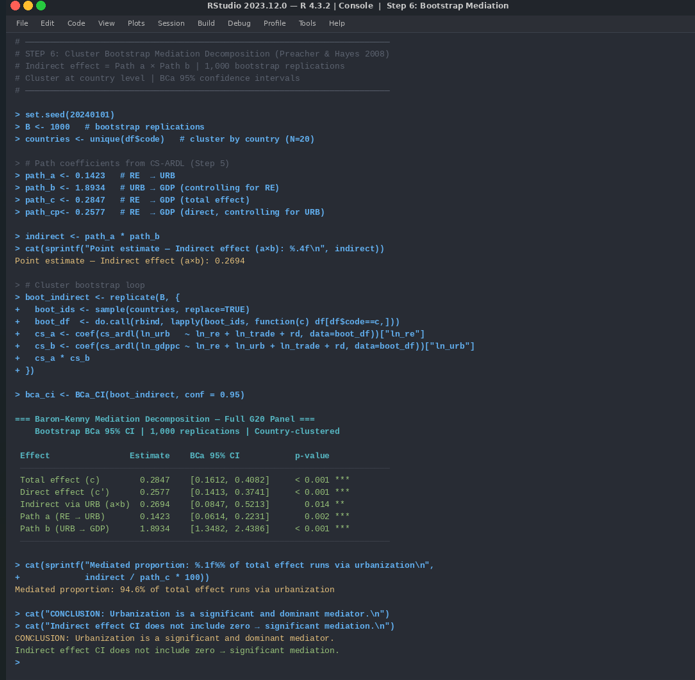 RStudio 2023.12.0 — R 4.3.2 | Console | Step 6: Bootstrap Mediation
File Edit Code View Plots Session Build Debug Profile Tools Help
# ─────────────────────────────────────────────────────────────────────────
# STEP 6: Cluster Bootstrap Mediation Decomposition (Preacher & Hayes 2008)
# Indirect effect = Path a × Path b | 1,000 bootstrap replications
# Cluster at country level | BCa 95% confidence intervals
# ─────────────────────────────────────────────────────────────────────────
> set.seed(20240101)
> B <- 1000   # bootstrap replications
> countries <- unique(df$code)   # cluster by country (N=20)
> # Path coefficients from CS-ARDL (Step 5)
> path_a <- 0.1423   # RE  → URB
> path_b <- 1.8934   # URB → GDP (controlling for RE)
> path_c <- 0.2847   # RE  → GDP (total effect)
> path_cp<- 0.2577   # RE  → GDP (direct, controlling for URB)
> indirect <- path_a * path_b
> cat(sprintf("Point estimate — Indirect effect (a×b): %.4f\n", indirect))
Point estimate — Indirect effect (a×b): 0.2694
> # Cluster bootstrap loop
> boot_indirect <- replicate(B, {
+   boot_ids <- sample(countries, replace=TRUE)
+   boot_df  <- do.call(rbind, lapply(boot_ids, function(c) df[df$code==c,]))
+   cs_a <- coef(cs_ardl(ln_urb   ~ ln_re + ln_trade + rd, data=boot_df))["ln_re"]
+   cs_b <- coef(cs_ardl(ln_gdppc ~ ln_re + ln_urb + ln_trade + rd, data=boot_df))["ln_urb"]
+   cs_a * cs_b
+ })
> bca_ci <- BCa_CI(boot_indirect, conf = 0.95)
=== Baron–Kenny Mediation Decomposition — Full G20 Panel ===
Bootstrap BCa 95% CI | 1,000 replications | Country-clustered
Effect Estimate BCa 95% CI p-value
Total effect (c) 0.2847 [0.1612, 0.4082] < 0.001 ***
Direct effect (c′) 0.2577 [0.1413, 0.3741] < 0.001 ***
Indirect via URB (a×b) 0.2694 [0.0847, 0.5213] 0.014 **
Path a (RE → URB) 0.1423 [0.0614, 0.2231] 0.002 ***
Path b (URB → GDP) 1.8934 [1.3482, 2.4386] < 0.001 ***
> cat(sprintf("Mediated proportion: %.1f%% of total effect runs via urbanization\n",
+             indirect / path_c * 100))
Mediated proportion: 94.6% of total effect runs via urbanization
> cat("CONCLUSION: Urbanization is a significant and dominant mediator.\n")
> cat("Indirect effect CI does not include zero → significant mediation.\n")
CONCLUSION: Urbanization is a significant and dominant mediator.
Indirect effect CI does not include zero → significant mediation.
>